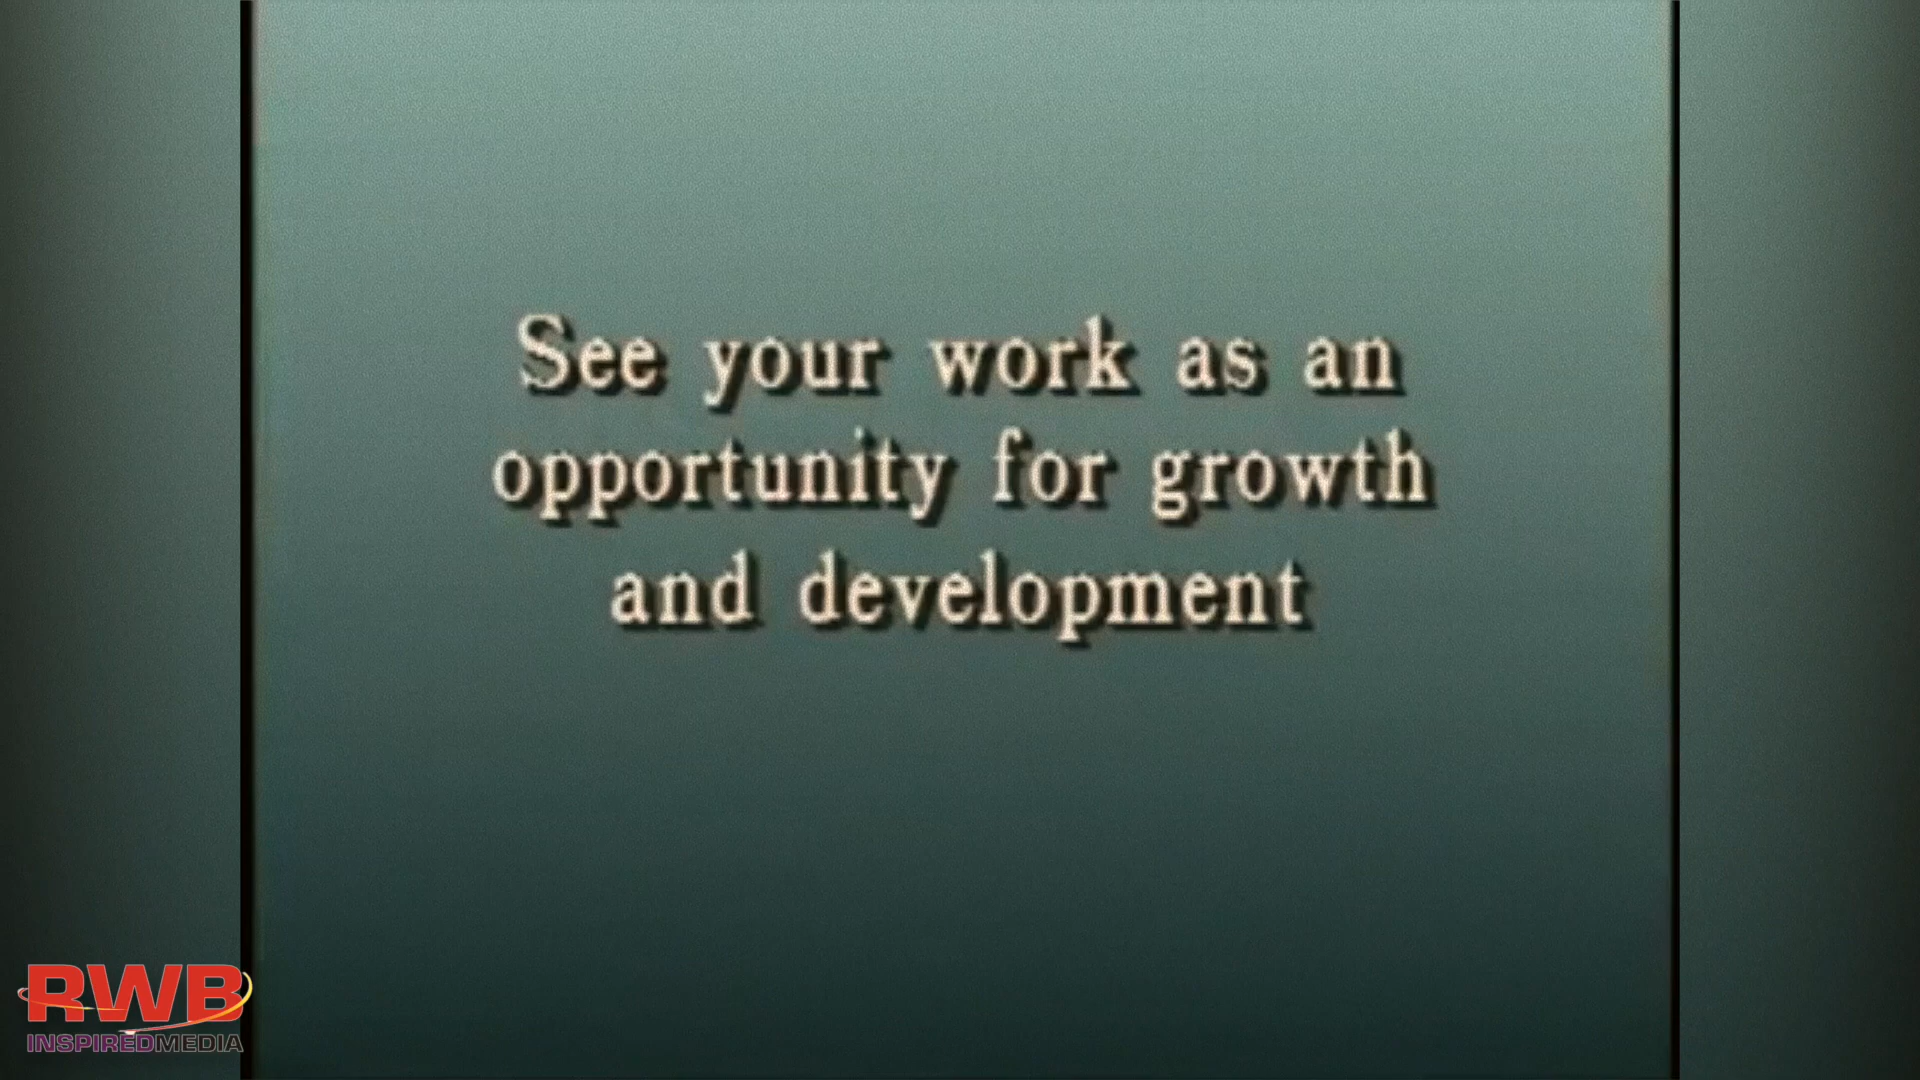 See your work as an
opportunity for growth
and development
RWB
INSPIREDMEDIA